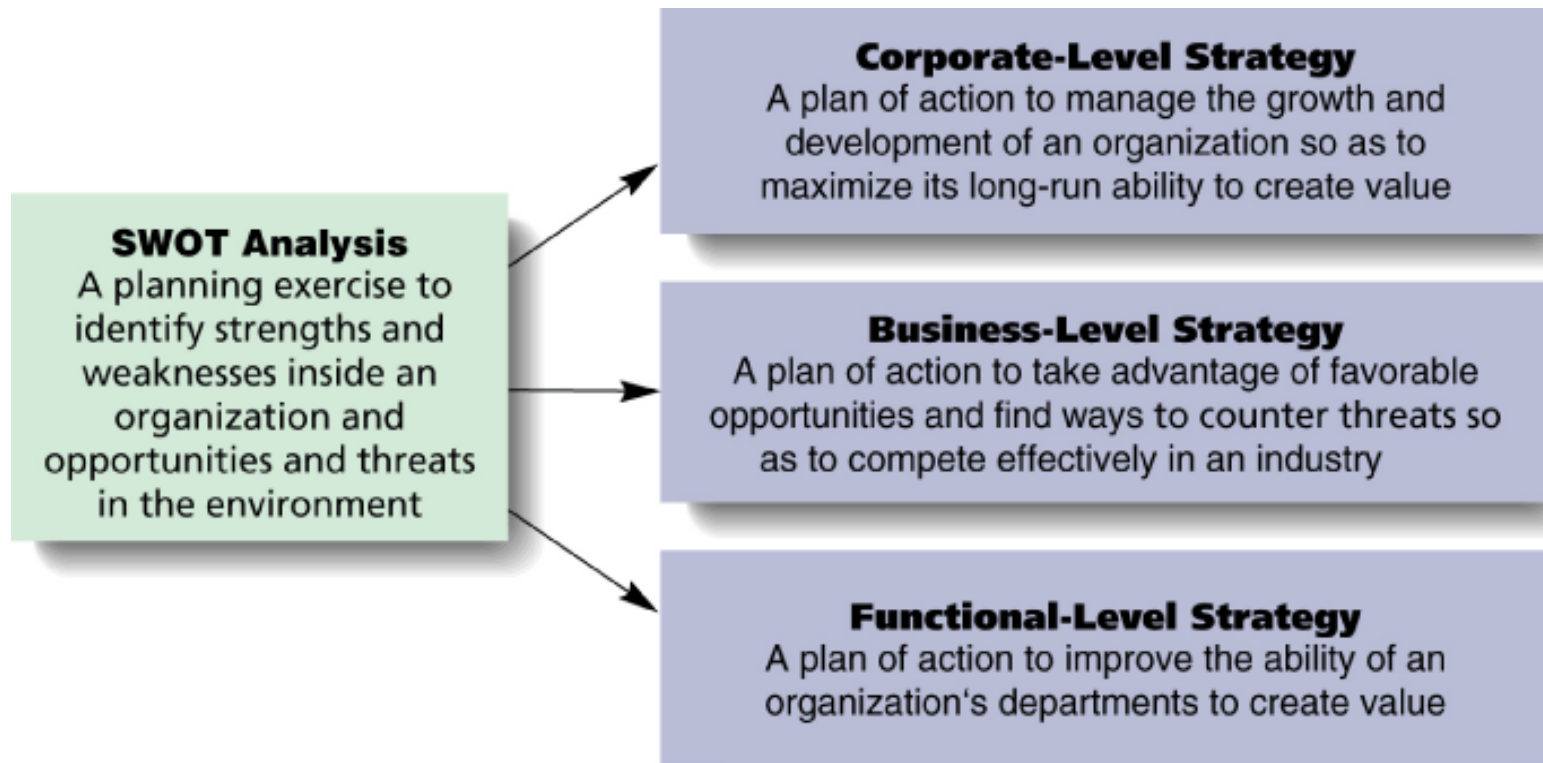 SWOT Analysis
A planning exercise to
identify strengths and
weaknesses inside an
organization and
opportunities and threats
in the environment
Corporate-Level Strategy
A plan of action to manage the growth and
development of an organization so as to
maximize its long-run ability to create value
Business-Level Strategy
A plan of action to take advantage of favorable
opportunities and find ways to counter threats so
as to compete effectively in an industry
Functional-Level Strategy
A plan of action to improve the ability of an
organization‘s departments to create value